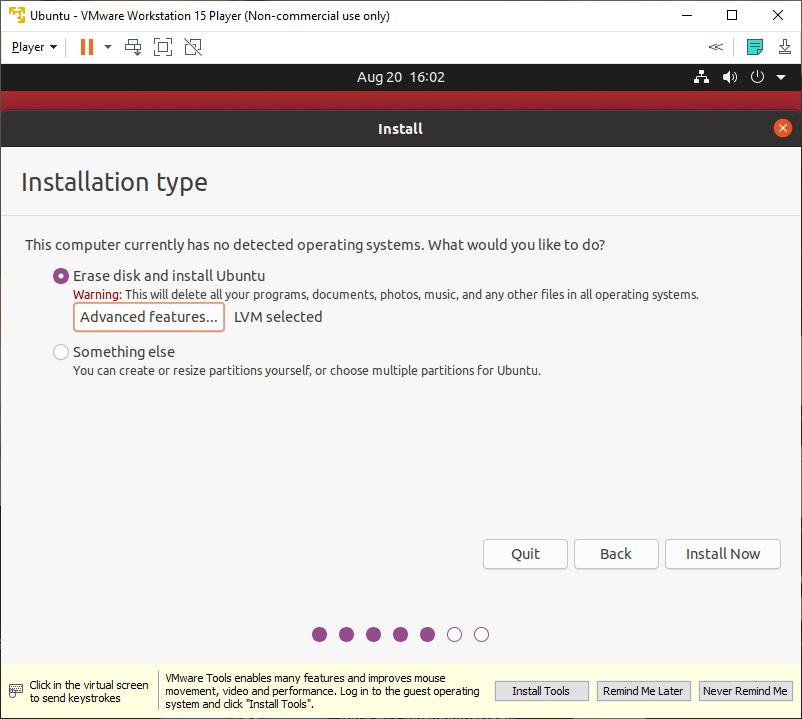 Ubuntu - VMware Workstation 15 Player (Non-commercial use only)
Player
Aug 20 16:02
Install
Installation type
This computer currently has no detected operating systems. What would you like to do?
Erase disk and install Ubuntu
Warning: This will delete all your programs, documents, photos, music, and any other files in all operating systems.
Advanced features... LVM selected
Something else
You can create or resize partitions yourself, or choose multiple partitions for Ubuntu.
Quit Back Install Now
Click in the virtual screen
to send keystrokes
VMware Tools enables many features and improves mouse
movement, video and performance. Log in to the guest operating
system and click "Install Tools".
Install Tools Remind Me Later Never Remind Me